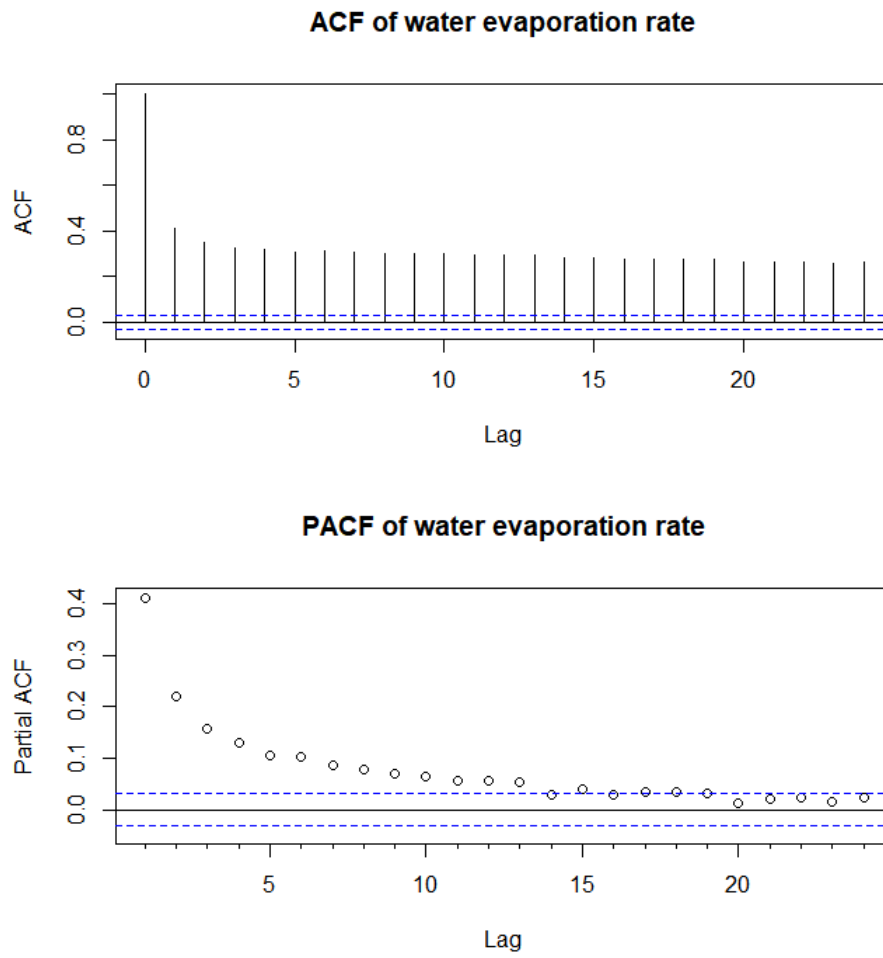 ACF of water evaporation rate
ACF
0.0 0.4 0.8
0 5 10 15 20
Lag
PACF of water evaporation rate
Partial ACF
0.0 0.1 0.2 0.3 0.4
5 10 15 20
Lag